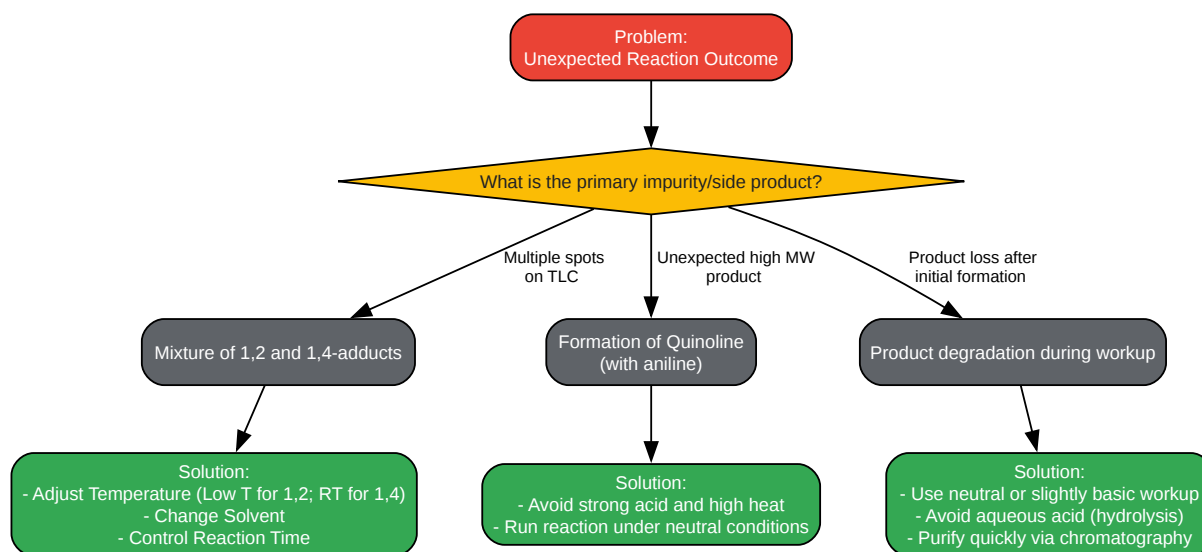 Problem:
Unexpected Reaction Outcome
What is the primary impurity/side product?
Multiple spots
on TLC
Unexpected high MW
product
Product loss after
initial formation
Mixture of 1,2 and 1,4-adducts
Formation of Quinoline
(with aniline)
Product degradation during workup
Solution:
- Adjust Temperature (Low T for 1,2; RT for 1,4)
- Change Solvent
- Control Reaction Time
Solution:
- Avoid strong acid and high heat
- Run reaction under neutral conditions
Solution:
- Use neutral or slightly basic workup
- Avoid aqueous acid (hydrolysis)
- Purify quickly via chromatography